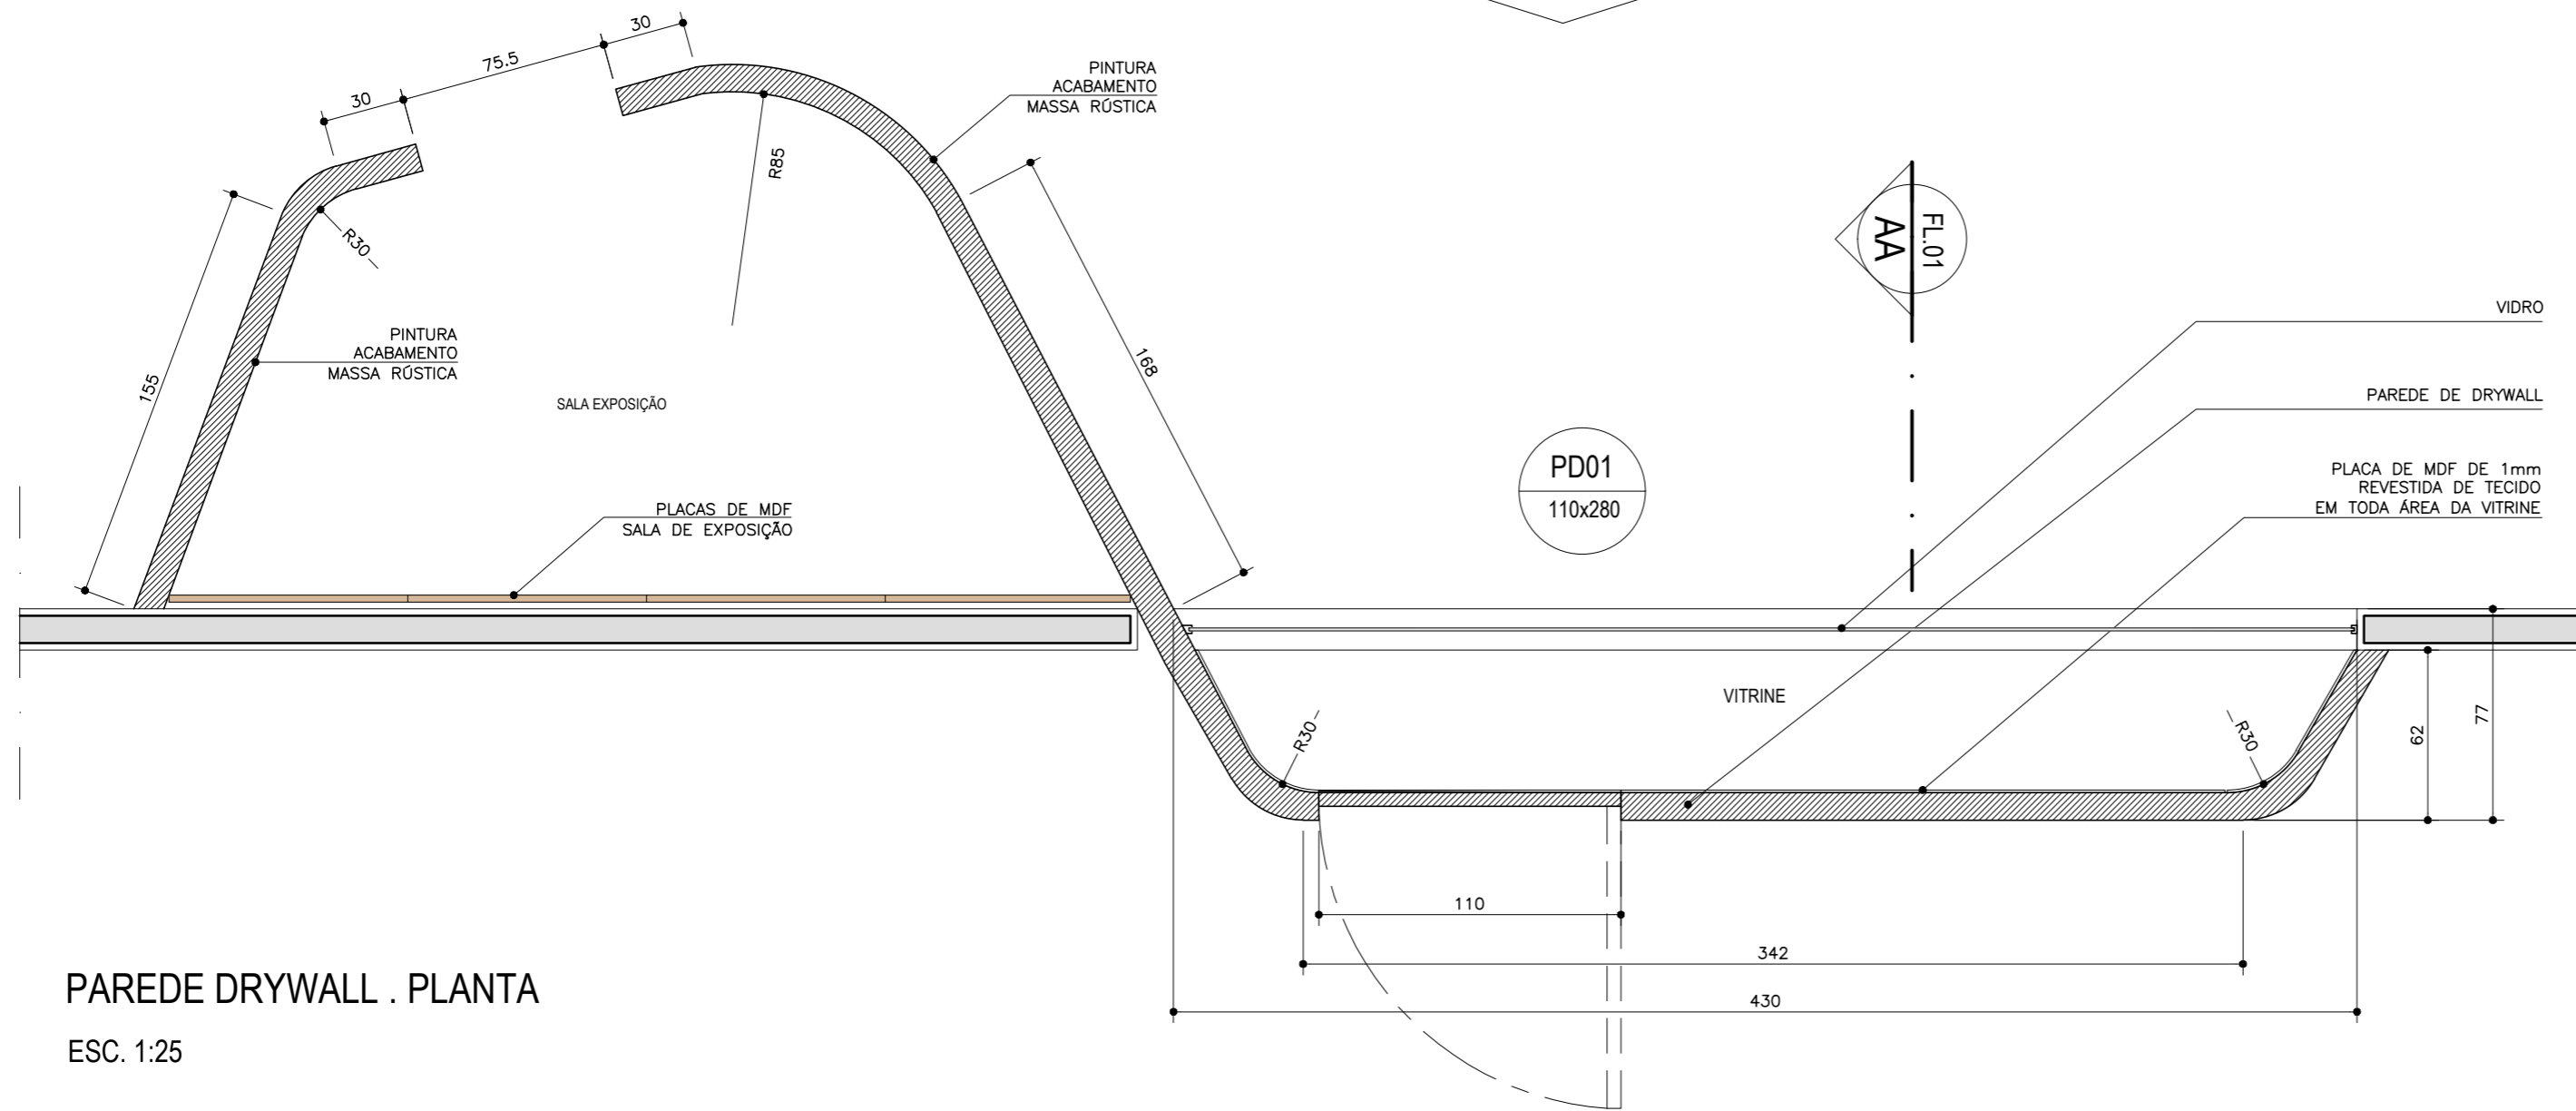 30
75.5
30
PINTURA
ACABAMENTO
MASSA RÚSTICA
R85
R30
155
168
PINTURA
ACABAMENTO
MASSA RÚSTICA
SALA EXPOSIÇÃO
PLACAS DE MDF
SALA DE EXPOSIÇÃO
FL.01
AA
VIDRO
PAREDE DE DRYWALL
PLACA DE MDF DE 1mm
REVESTIDA DE TECIDO
EM TODA ÁREA DA VITRINE
PD01
110x280
VITRINE
R30
R30
62
77
110
342
430
PAREDE DRYWALL . PLANTA
ESC. 1:25